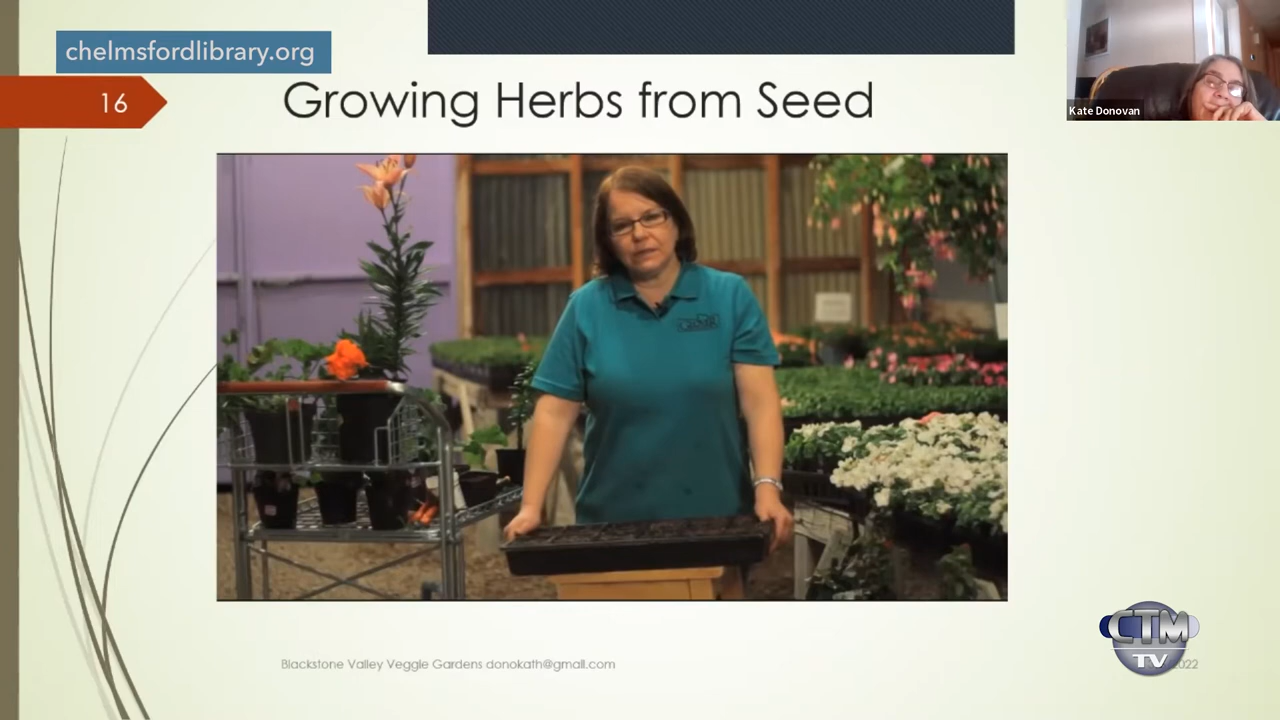 chelmsfordlibrary.org
16
Growing Herbs from Seed
Kate Donovan
Blackstone Valley Veggie Gardens donokath@gmail.com
CTM
TV
2022